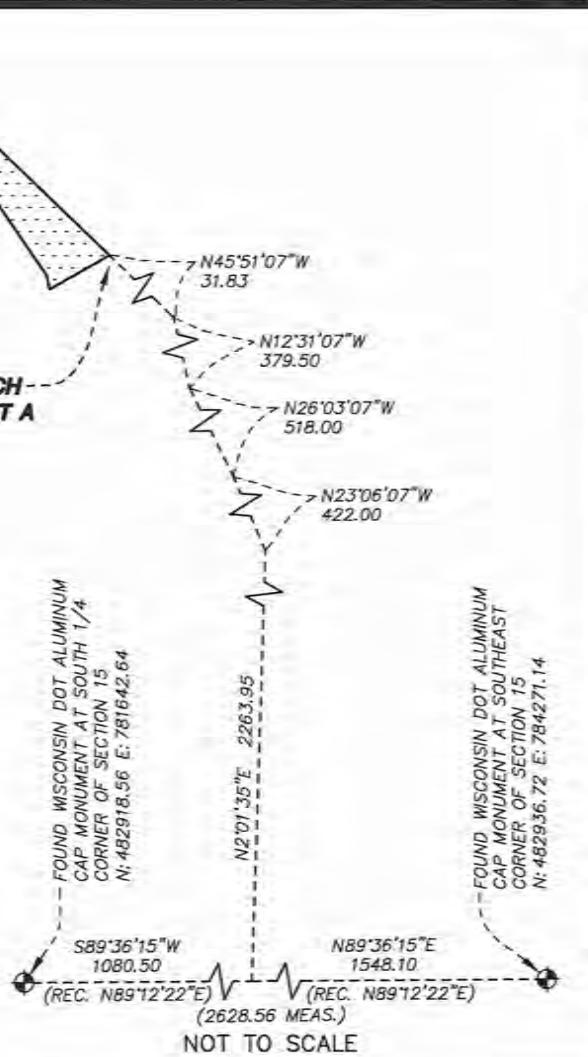 N45°51'07"W
31.83
N12°31'07"W
379.50
CH
T A
N26°03'07"W
518.00
N23°06'07"W
422.00
FOUND WISCONSIN DOT ALUMINUM
CAP MONUMENT AT SOUTH 1/4
CORNER OF SECTION 15
N: 482918.56 E: 781642.64
N2°01'35"E 2263.95
FOUND WISCONSIN DOT ALUMINUM
CAP MONUMENT AT SOUTHEAST
CORNER OF SECTION 15
N: 482936.72 E: 784271.14
S89°36'15"W
1080.50
(REC. N89°12'22"E)
N89°36'15"E
1548.10
(REC. N89°12'22"E)
(2628.56 MEAS.)
NOT TO SCALE